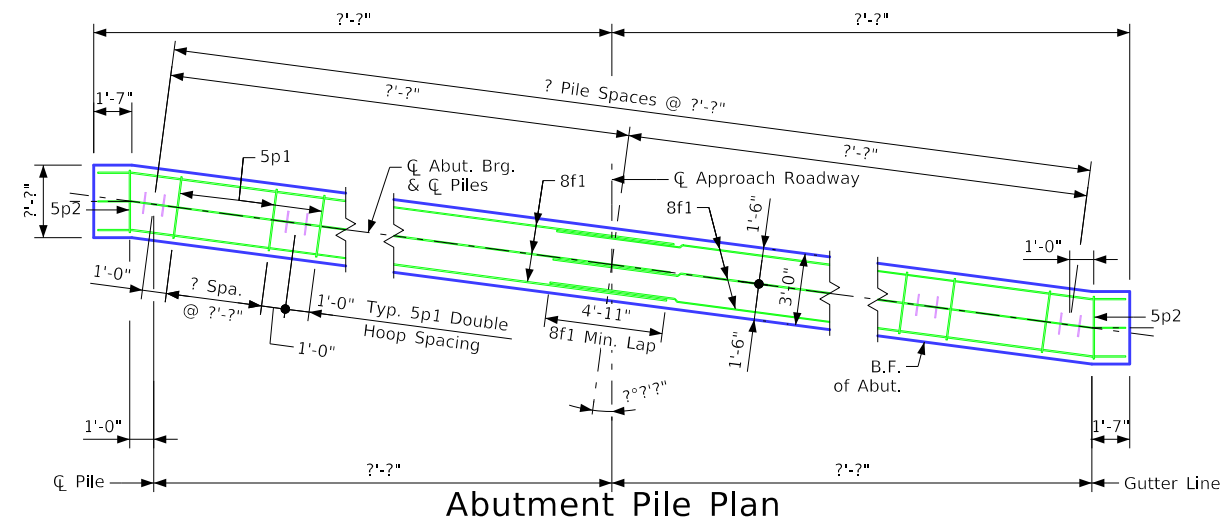 ?'-?"
?'-?"
? Pile Spaces @ ?'-?"
?'-?"
?'-?"
1'-7"
5p1
℄ Abut. Brg.
& ℄ Piles
8f1
℄ Approach Roadway
8f1
?'-?"
5p2
1'-6"
3'-0"
1'-6"
1'-0"
1'-0"
? Spa.
@ ?'-?"
1'-0" Typ. 5p1 Double
Hoop Spacing
1'-0"
4'-11"
8f1 Min. Lap
5p2
B.F.
of Abut.
?°?'?"
1'-0"
1'-7"
℄ Pile
?'-?"
?'-?"
Gutter Line
Abutment Pile Plan